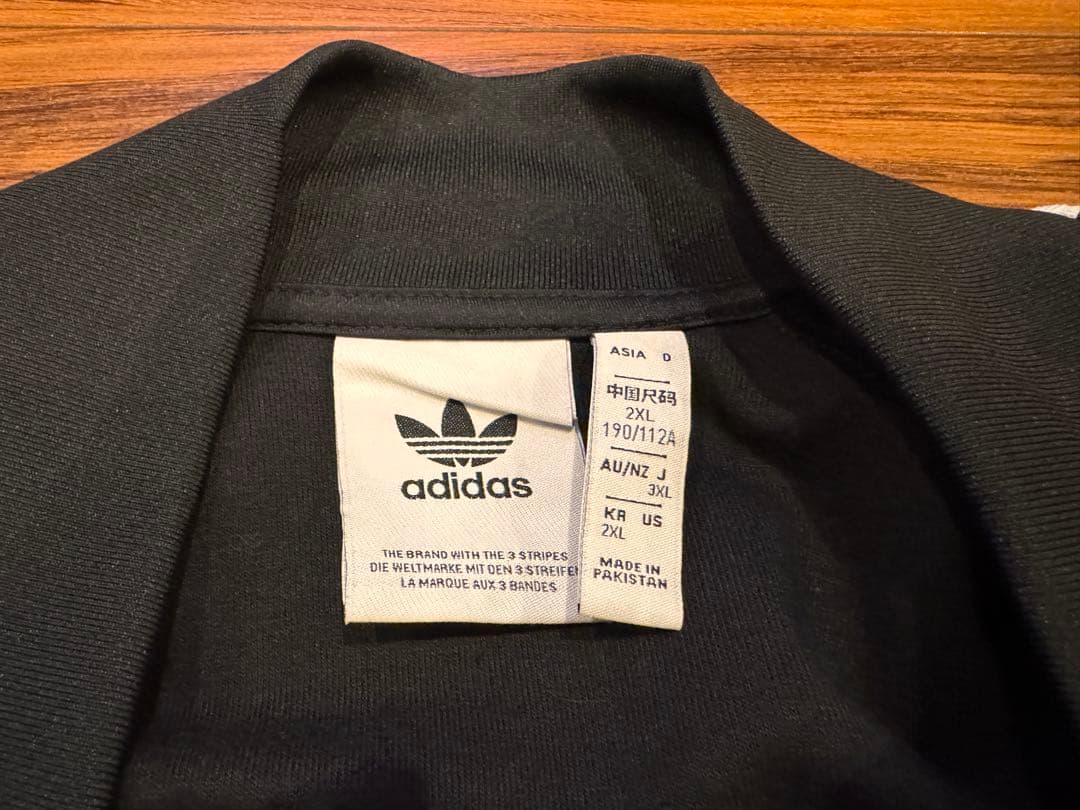 adidas
THE BRAND WITH THE 3 STRIPES
DIE WELTMARKE MIT DEN 3 STREIFEN
LA MARQUE AUX 3 BANDES
ASIA D
中国尺码
2XL
190/112A
AU/NZ J
3XL
KR US
2XL
MADE IN
PAKISTAN